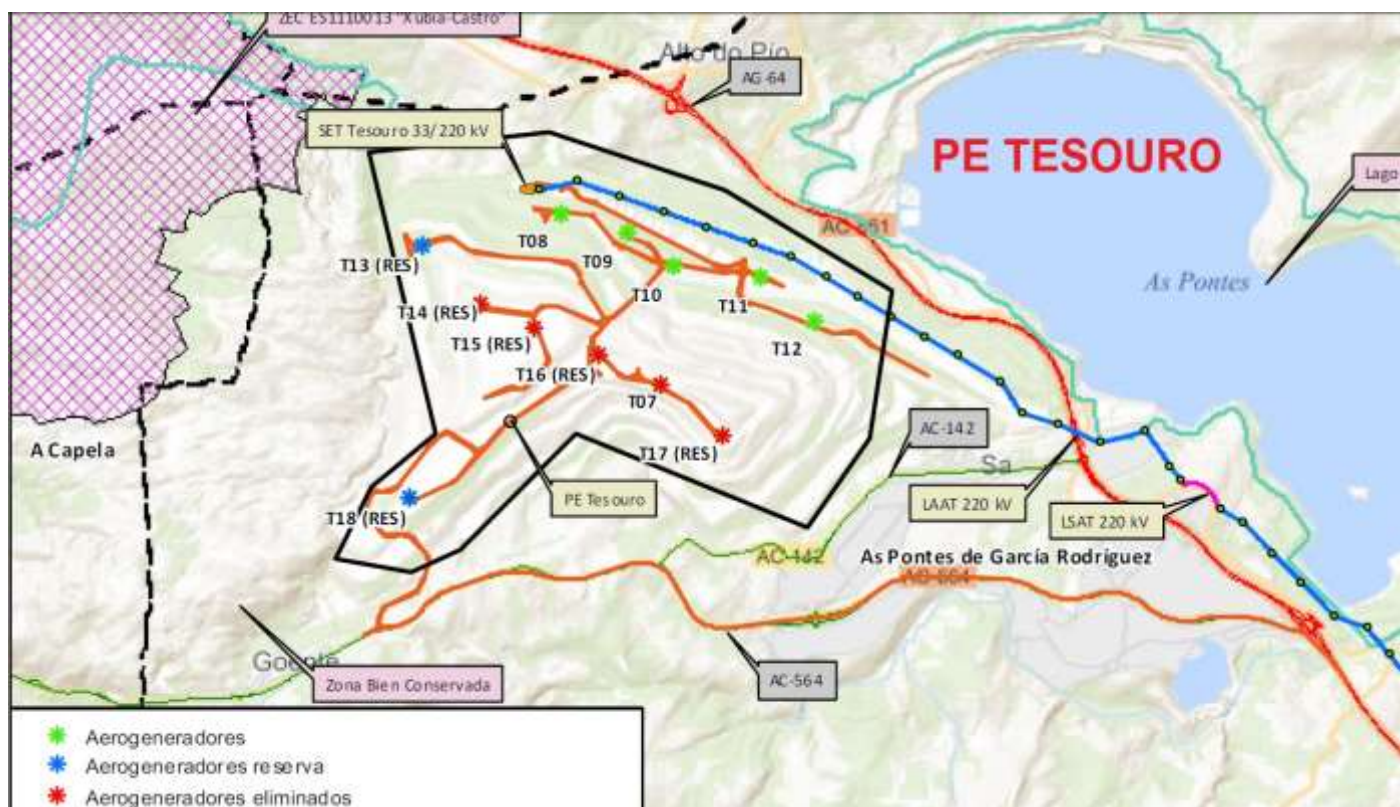 ZEC ES1110013 "Xubia-Castro"
Alto do Pío
AG-64
SET Tesouro 33/220 kV
PE TESOURO
Lago
AC-861
As Pontes
T08
T09
T13 (RES)
T10
T11
T14 (RES)
T15 (RES)
T12
T16 (RES)
T07
AC-142
A Capela
T17 (RES)
Sa
PE Tesouro
LAAT 220 kV
T18 (RES)
LSAT 220 kV
AC-142
As Pontes de García Rodríguez
AC-564
Goente
Zona Bien Conservada
AC-564
Aerogeneradores
Aerogeneradores reserva
Aerogeneradores eliminados